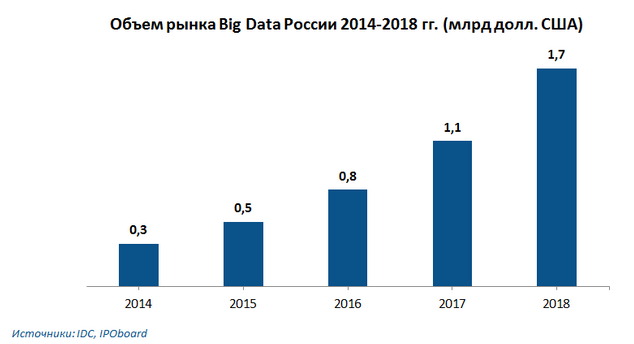 Объем рынка Big Data России 2014-2018 гг. (млрд долл. США)
1,7
1,1
0,8
0,5
0,3
2014 2015 2016 2017 2018
Источники: IDC, IPOboard